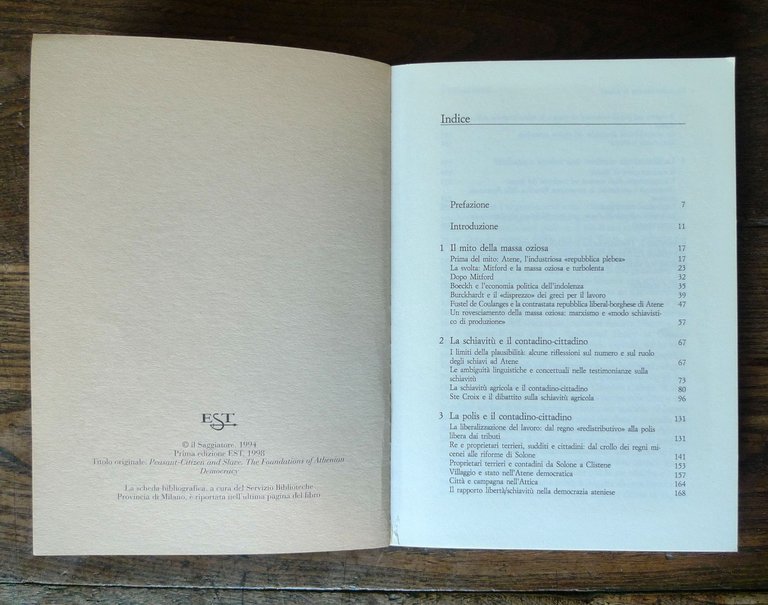 EST
© il Saggiatore, 1994
Prima edizione EST, 1998
Titolo originale: Peasant-Citizen and Slave. The Foundations of Athenian
Democracy
La scheda bibliografica, a cura del Servizio Biblioteche
Provincia di Milano, è riportata nell'ultima pagina del libro
Indice
Prefazione 7
Introduzione 11
1 Il mito della massa oziosa 17
Prima del mito: Atene, l'industriosa «repubblica plebea» 17
La svolta: Mitford e la massa oziosa e turbolenta 23
Dopo Mitford 32
Boeckh e l'economia politica dell'indolenza 35
Burckhardt e il «disprezzo» dei greci per il lavoro 39
Fustel de Coulanges e la contrastata repubblica liberal-borghese di Atene 47
Un rovesciamento della massa oziosa: marxismo e «modo schiavisti-
co di produzione» 57
2 La schiavitù e il contadino-cittadino 67
I limiti della plausibilità: alcune riflessioni sul numero e sul ruolo
degli schiavi ad Atene 67
Le ambiguità linguistiche e concettuali nelle testimonianze sulla
schiavitù 73
La schiavitù agricola e il contadino-cittadino 80
Ste Croix e il dibattito sulla schiavitù agricola 96
3 La polis e il contadino-cittadino 131
La liberalizzazione del lavoro: dal regno «redistributivo» alla polis
libera dai tributi 131
Re e proprietari terrieri, sudditi e cittadini: dal crollo dei regni mi-
cenei alle riforme di Solone 141
Proprietari terrieri e contadini da Solone a Clistene 153
Villaggio e stato nell'Atene democratica 157
Città e campagna nell'Attica 164
Il rapporto libertà/schiavitù nella democrazia ateniese 168